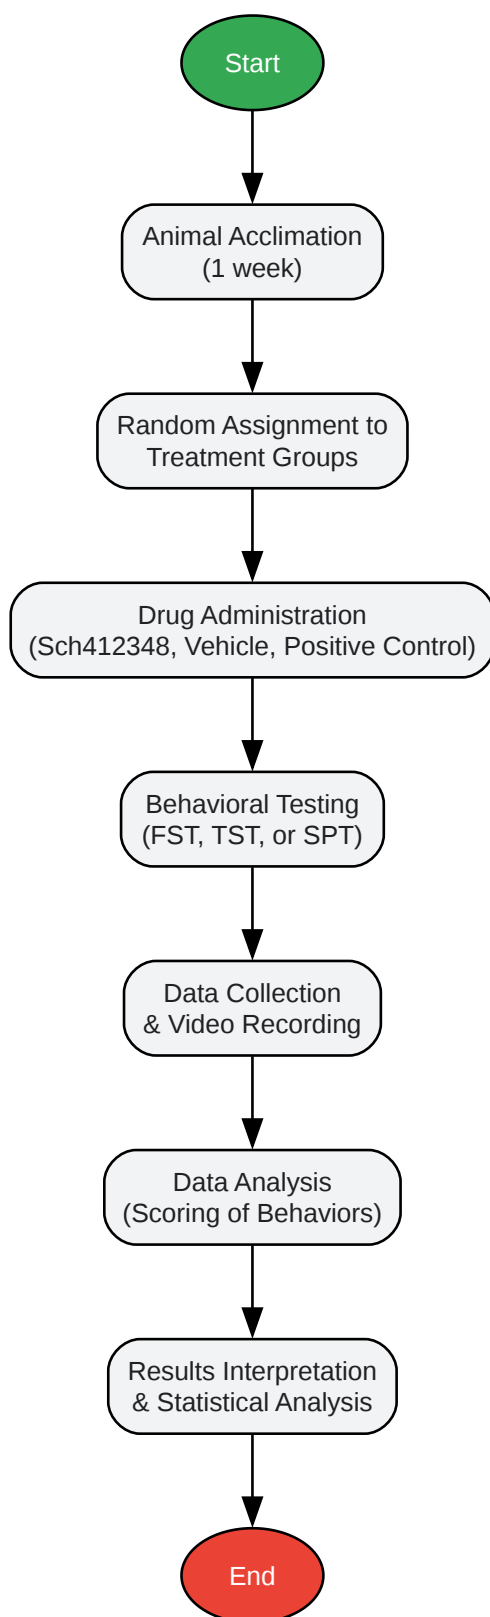 Start
Animal Acclimation
(1 week)
Random Assignment to
Treatment Groups
Drug Administration
(Sch412348, Vehicle, Positive Control)
Behavioral Testing
(FST, TST, or SPT)
Data Collection
& Video Recording
Data Analysis
(Scoring of Behaviors)
Results Interpretation
& Statistical Analysis
End